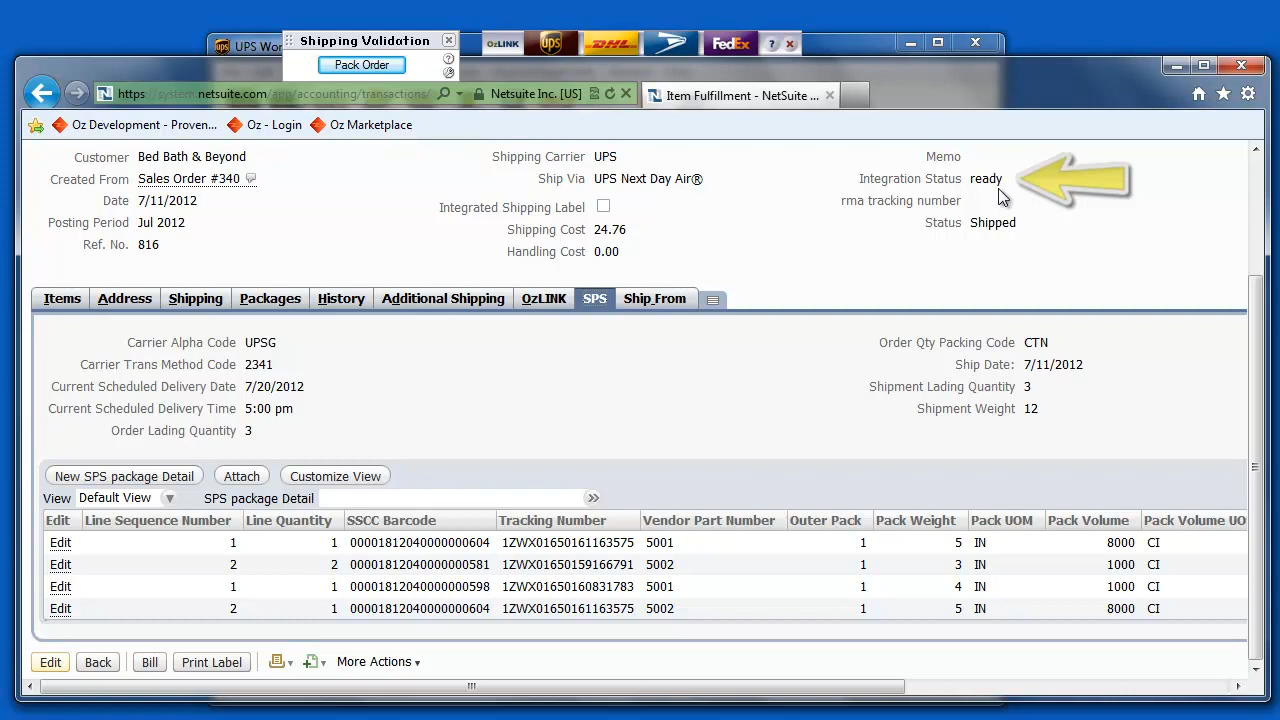 UPS Wor
Shipping Validation
Pack Order
OzLINK
ups
DHL
FedEx
?
https://system.netsuite.com/app/accounting/transactions/
Netsuite Inc. [US]
Item Fulfillment - NetSuite ...
Oz Development - Proven...
Oz - Login
Oz Marketplace
Customer Bed Bath & Beyond
Shipping Carrier UPS
Memo
Created From Sales Order #340
Ship Via UPS Next Day Air®
Integration Status ready
Date 7/11/2012
Integrated Shipping Label
rma tracking number
Posting Period Jul 2012
Shipping Cost 24.76
Status Shipped
Ref. No. 816
Handling Cost 0.00
Items Address Shipping Packages History Additional Shipping OzLINK SPS Ship From
Carrier Alpha Code UPSG
Order Qty Packing Code CTN
Carrier Trans Method Code 2341
Ship Date: 7/11/2012
Current Scheduled Delivery Date 7/20/2012
Shipment Lading Quantity 3
Current Scheduled Delivery Time 5:00 pm
Shipment Weight 12
Order Lading Quantity 3
New SPS package Detail Attach Customize View
View Default View SPS package Detail
Edit Line Sequence Number Line Quantity SSCC Barcode Tracking Number Vendor Part Number Outer Pack Pack Weight Pack UOM Pack Volume Pack Volume UO
Edit 1 1 00001812040000000604 1ZWX01650161163575 5001 1 5 IN 8000 CI
Edit 2 2 00001812040000000581 1ZWX01650159166791 5002 1 3 IN 1000 CI
Edit 1 1 00001812040000000598 1ZWX01650160831783 5001 1 4 IN 1000 CI
Edit 2 1 00001812040000000604 1ZWX01650161163575 5002 1 5 IN 8000 CI
Edit Back Bill Print Label More Actions